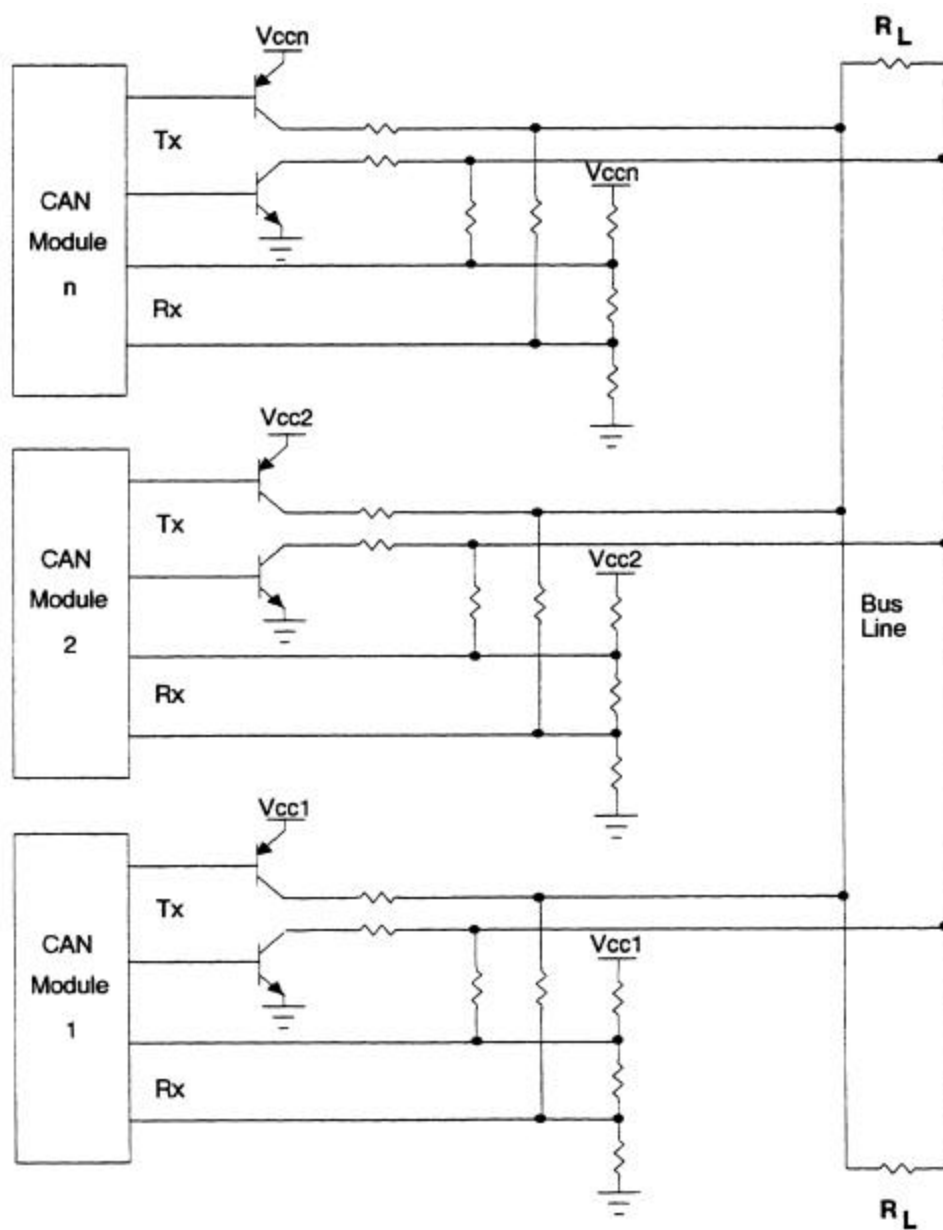 R L
Vccn
Tx
CAN
Module
n
Vccn
Rx
Vcc2
Tx
CAN
Module
2
Vcc2
Bus
Line
Rx
Vcc1
Tx
CAN
Module
1
Vcc1
Rx
R L